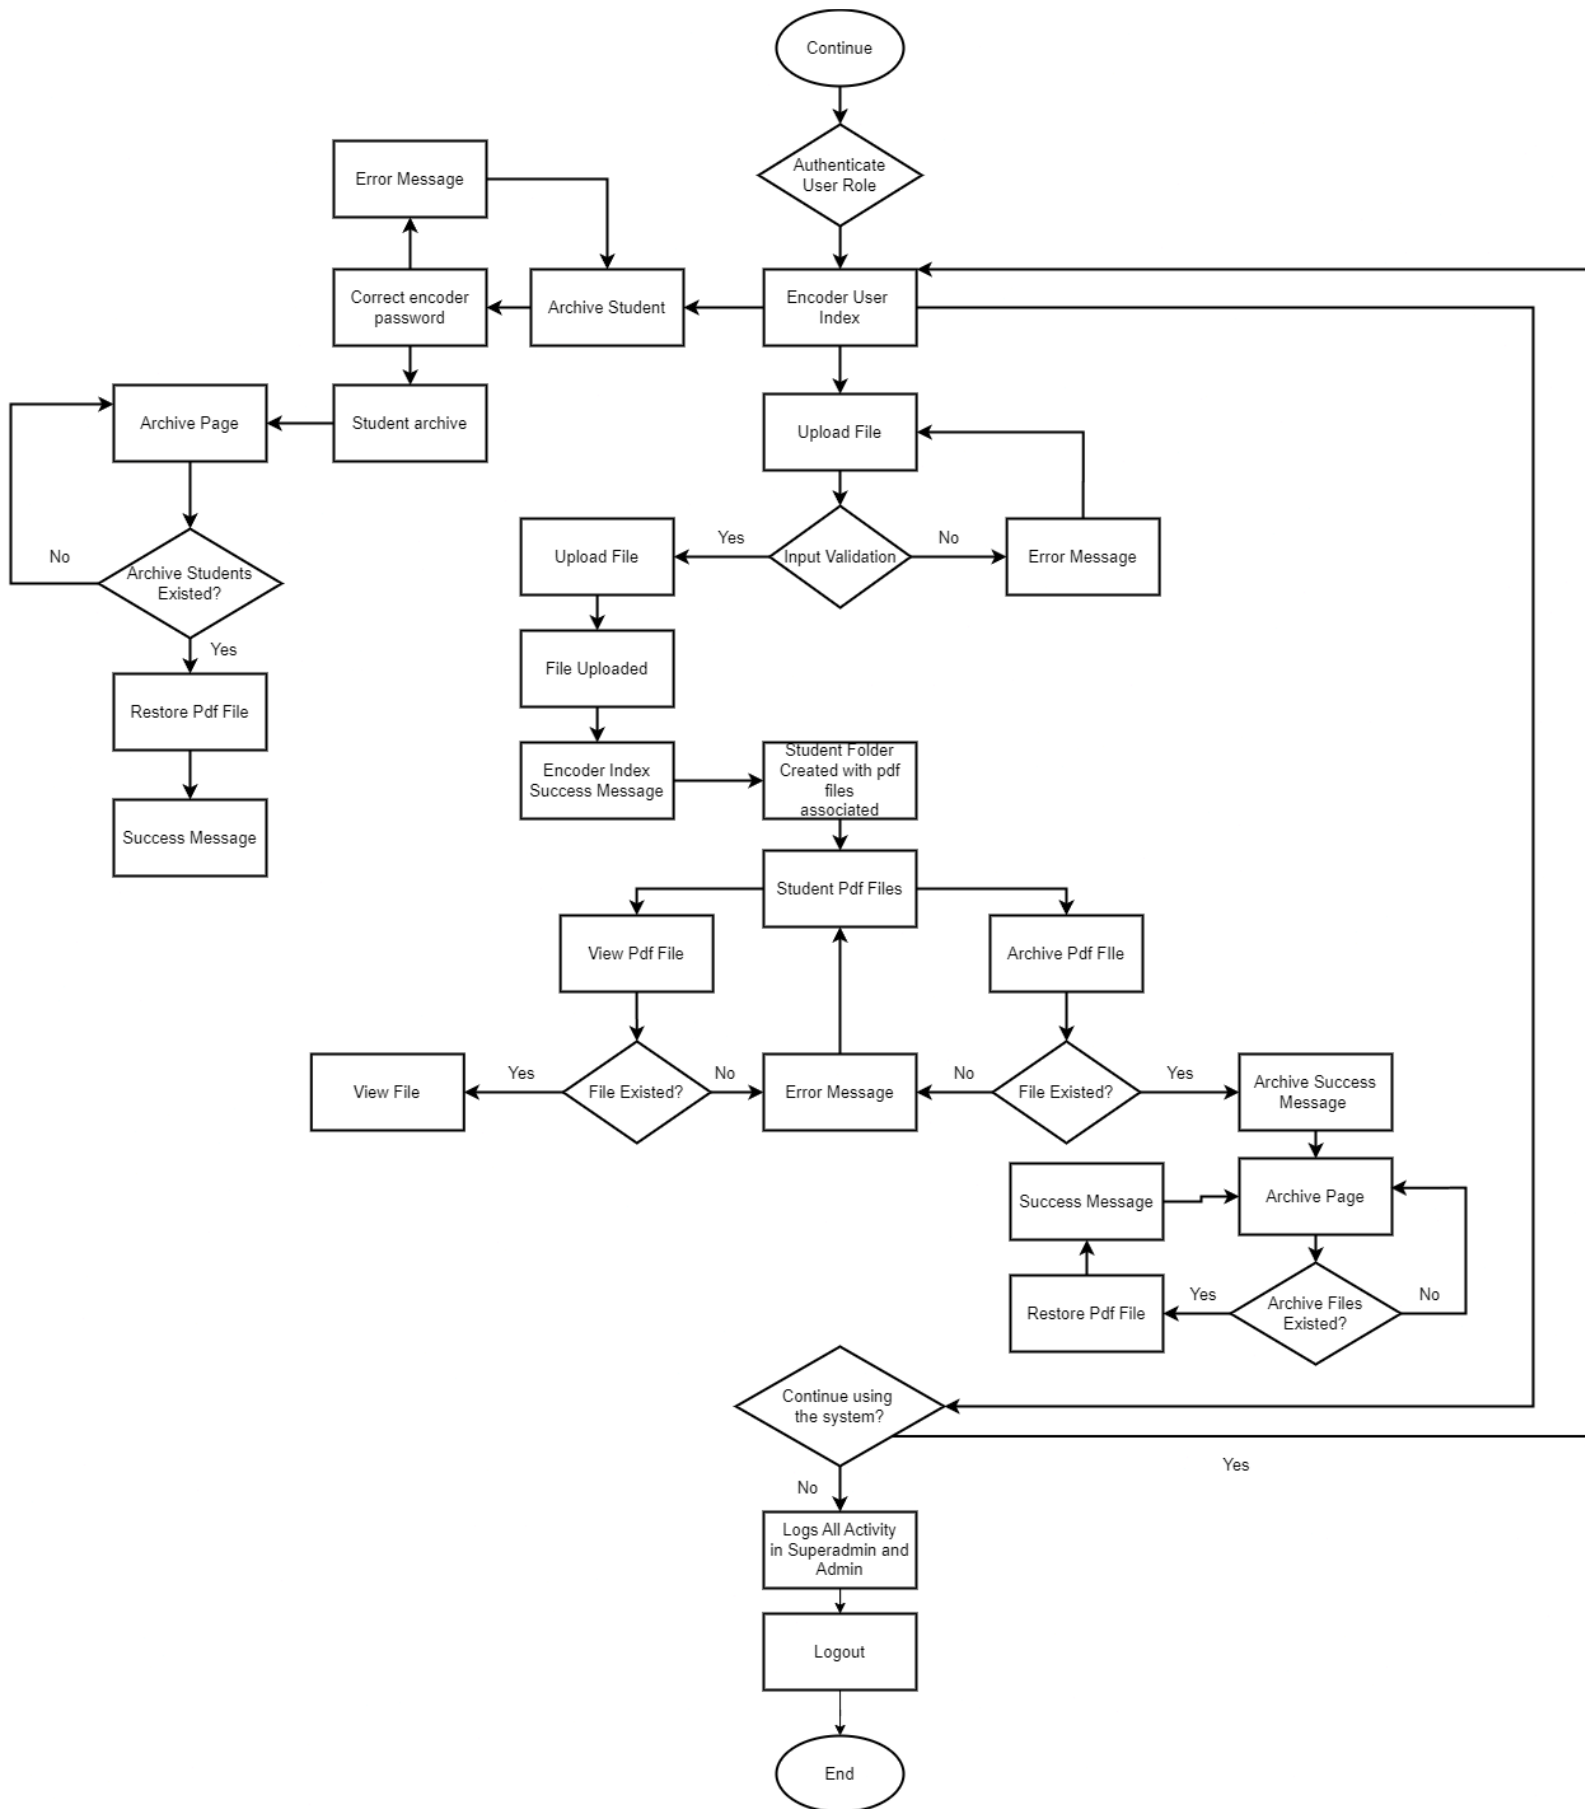 Continue
Authenticate
User Role
Error Message
Correct encoder
password
Archive Student
Encoder User
Index
Archive Page
Student archive
Upload File
No
Archive Students
Existed?
Yes
Upload File
Yes
Input Validation
No
Error Message
File Uploaded
Restore Pdf File
Success Message
Encoder Index
Success Message
Student Folder
Created with pdf
files
associated
Student Pdf Files
View Pdf File
Archive Pdf FIle
View File
Yes
File Existed?
No
Error Message
No
File Existed?
Yes
Archive Success
Message
Success Message
Archive Page
Restore Pdf File
Yes
Archive Files
Existed?
No
Continue using
the system?
Yes
No
Logs All Activity
in Superadmin and
Admin
Logout
End